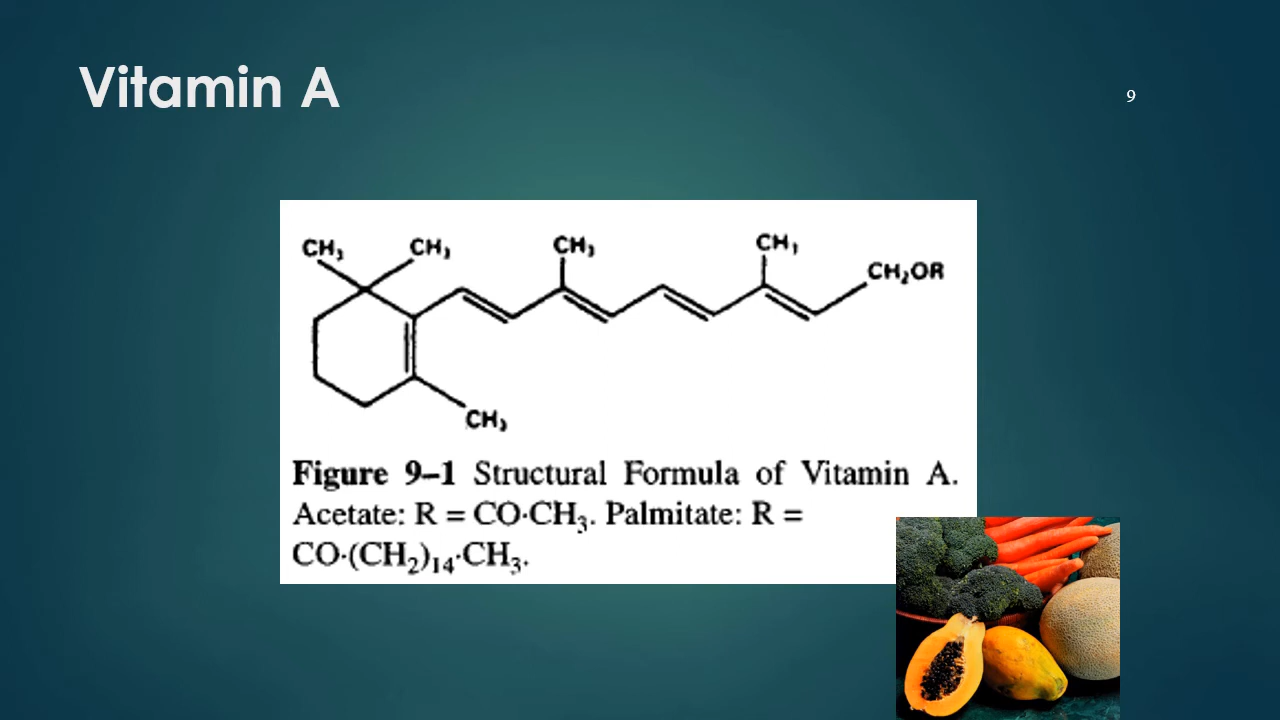 Vitamin A
9
CH₃ CH₃ CH₃ CH₃
CH₂OR
CH₃
Figure 9–1 Structural Formula of Vitamin A.
Acetate: R = CO·CH₃. Palmitate: R =
CO·(CH₂)₁₄·CH₃.